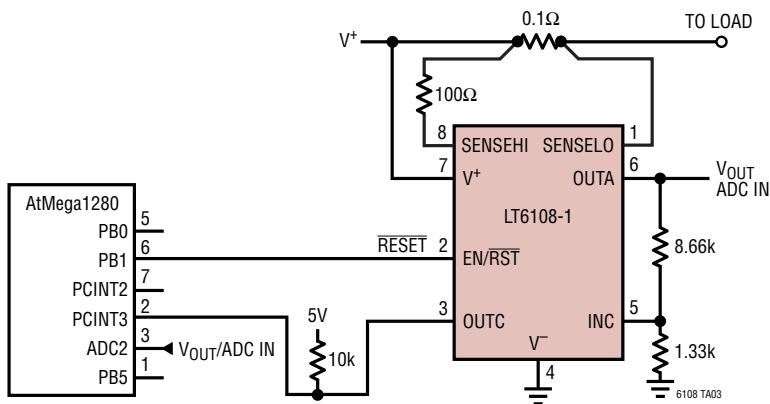 0.1Ω
TO LOAD
V+
100Ω
8
SENSEHI
SENSELO
1
7
V+
OUTA
6
VOUT
ADC IN
LT6108-1
8.66k
RESET
2
EN/RST
3
OUTC
INC
5
V−
4
1.33k
6108 TA03
AtMega1280
PB0
5
PB1
6
PCINT2
7
PCINT3
2
ADC2
3
VOUT/ADC IN
PB5
1
5V
10k